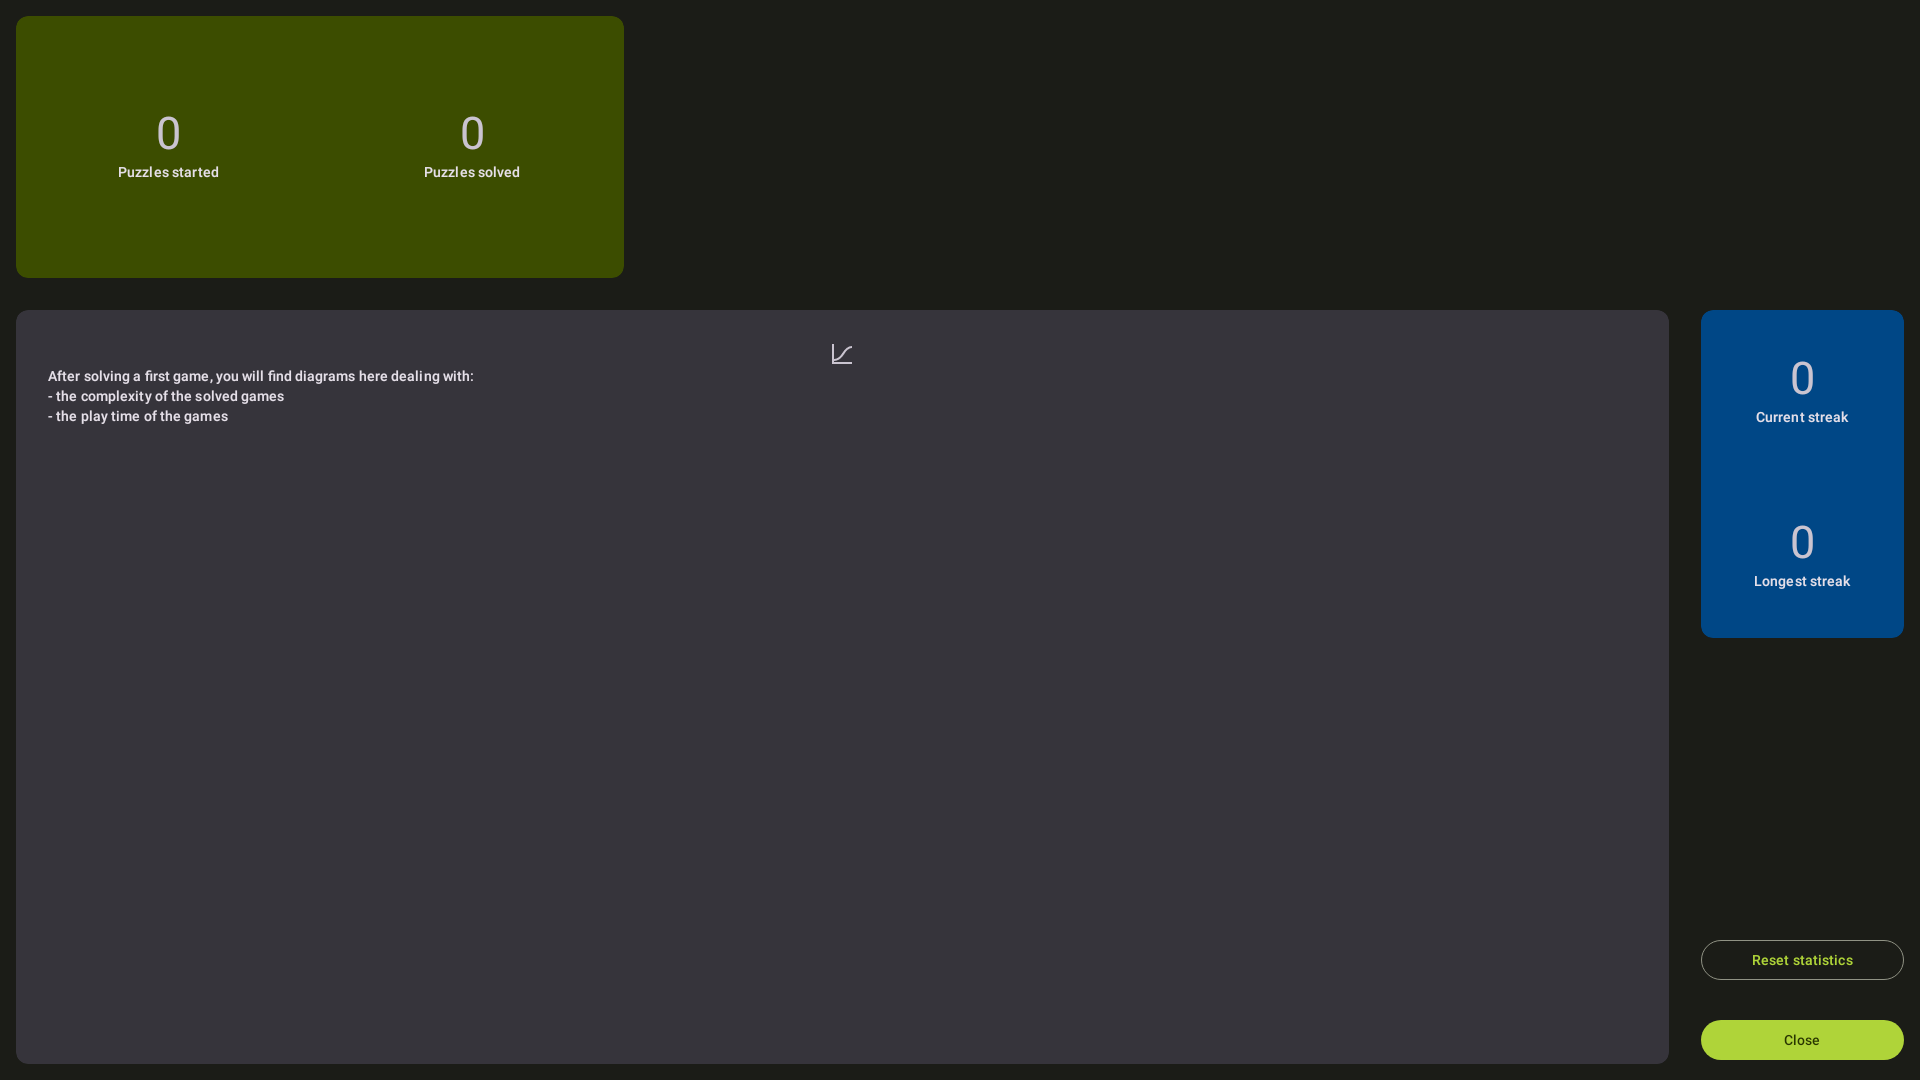 0
Puzzles started
0
Puzzles solved
After solving a first game, you will find diagrams here dealing with:
- the complexity of the solved games
- the play time of the games
0
Current streak
0
Longest streak
Reset statistics
Close